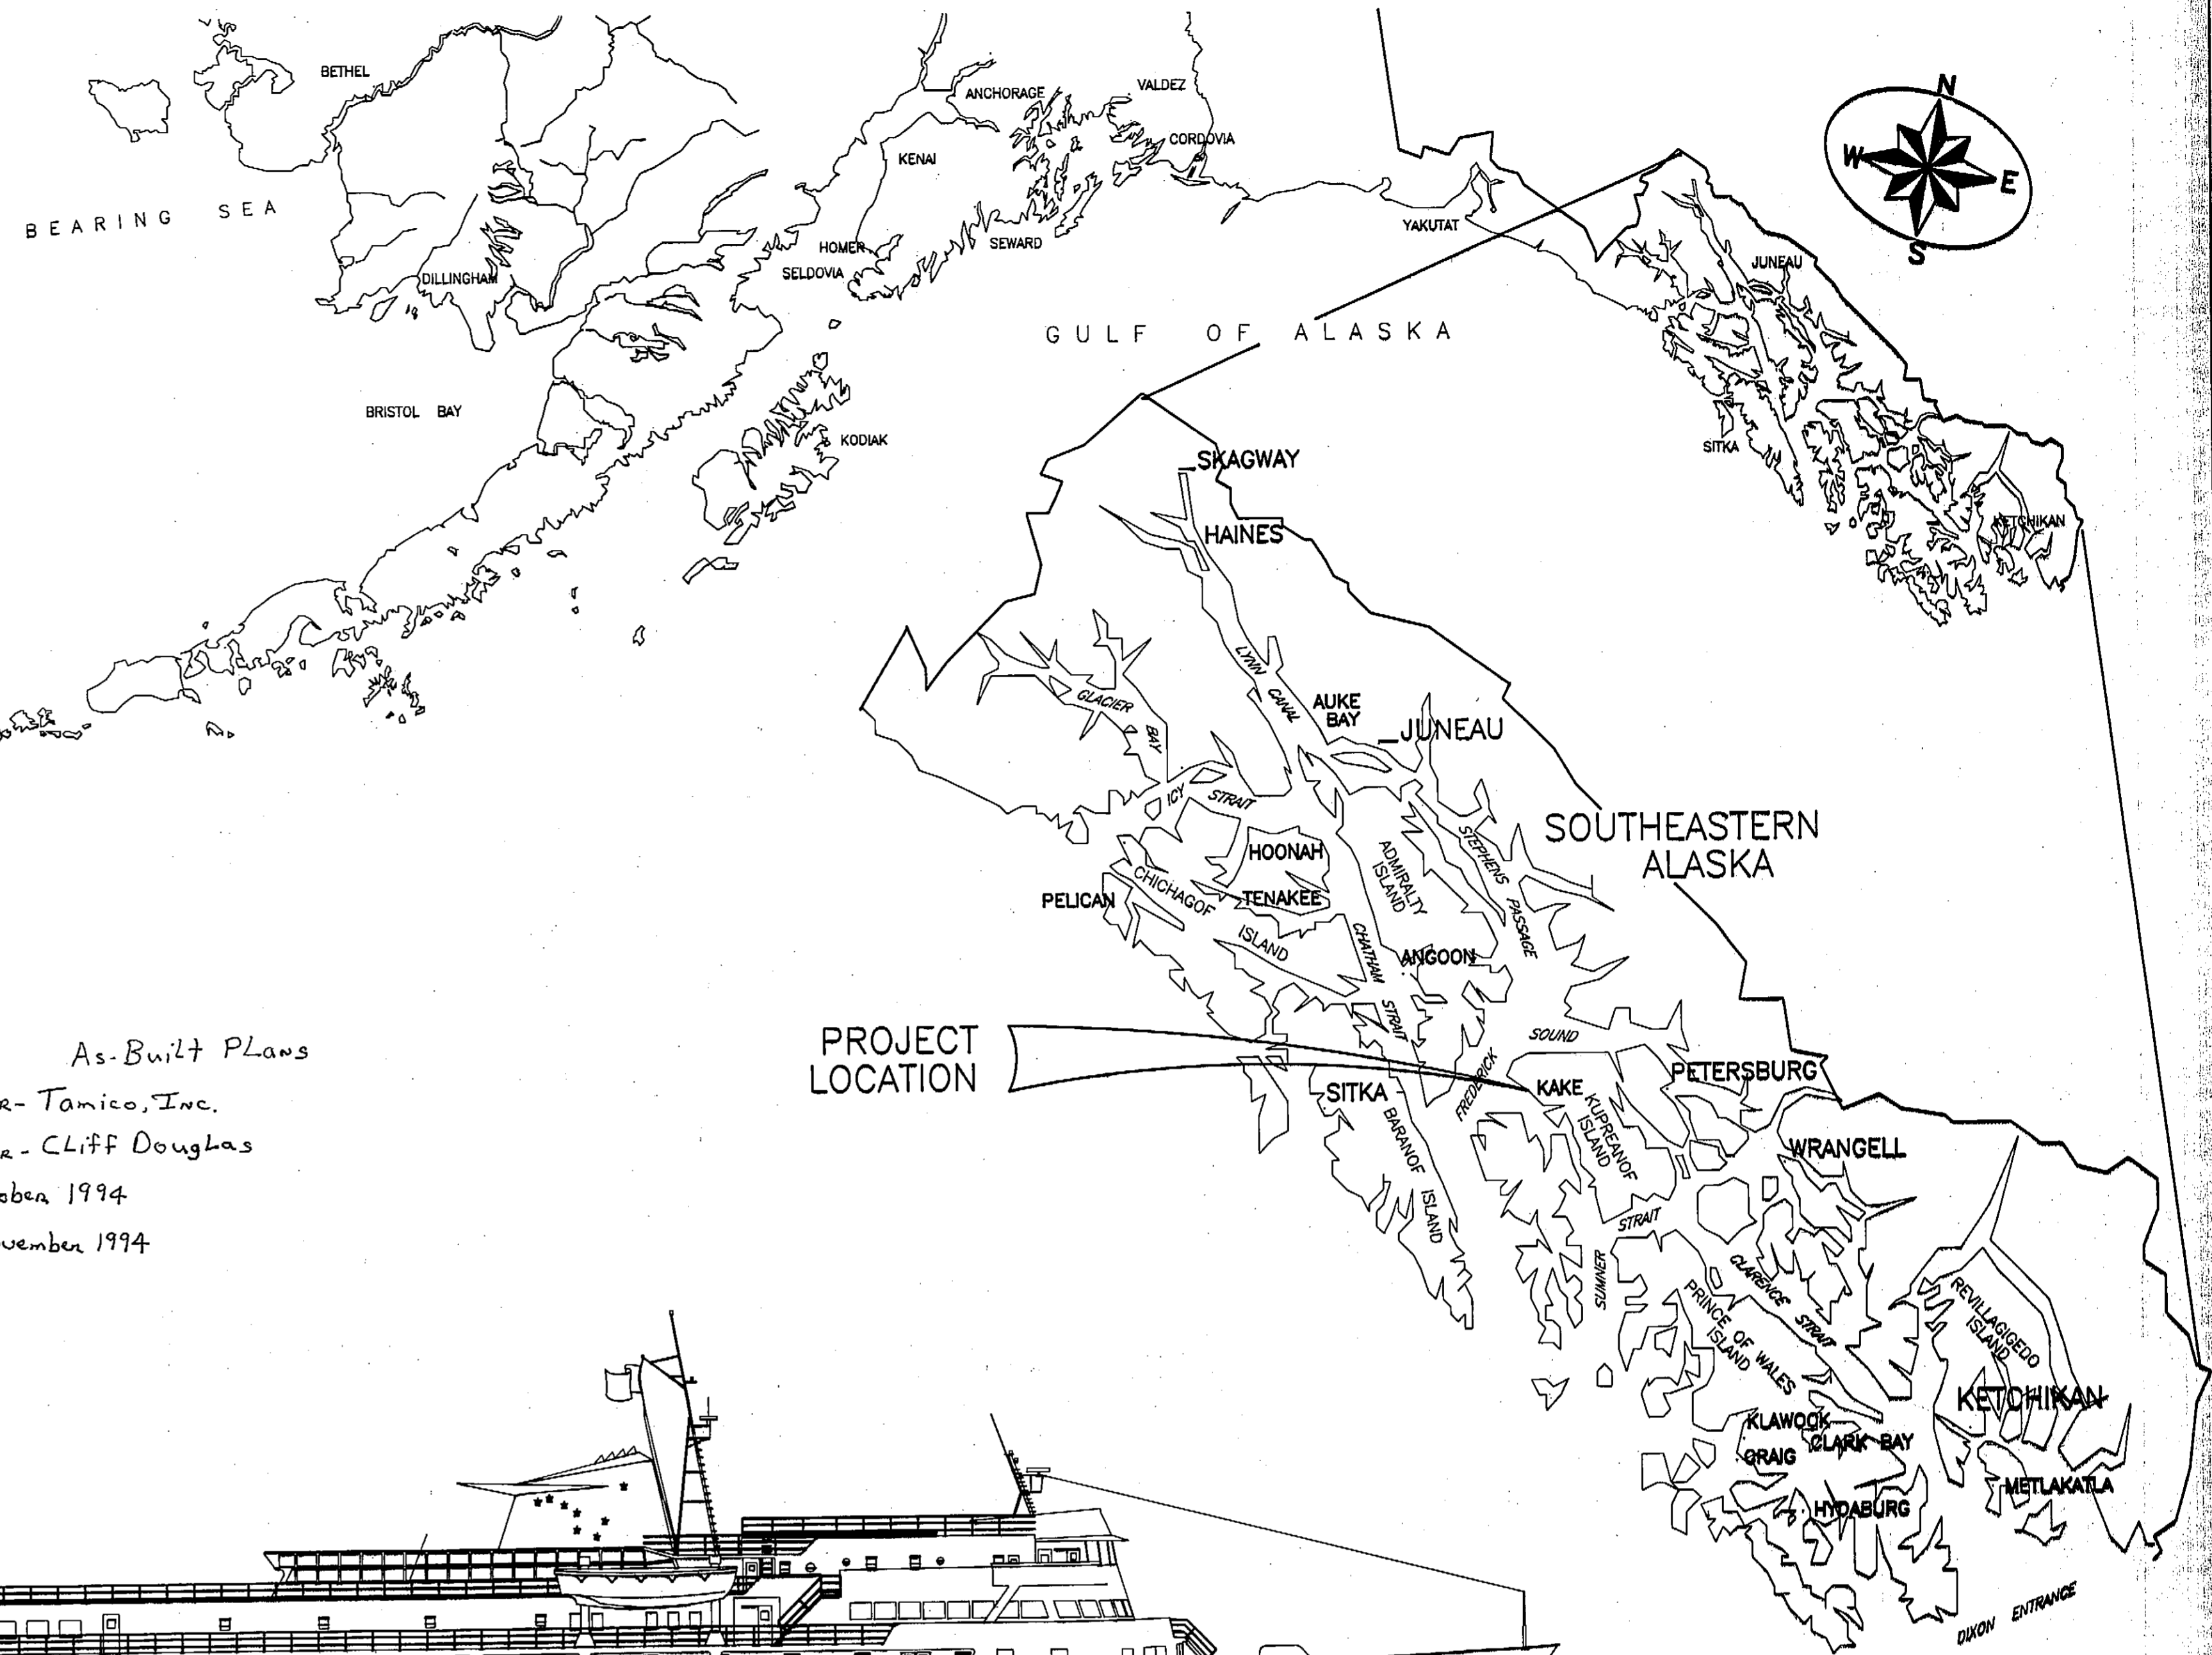 BETHEL
ANCHORAGE
VALDEZ
CORDOVIA
KENAI
N
W
E
S
BEARING SEA
YAKUTAT
HOMER
SEWARD
SELDOVIA
DILLINGHAM
JUNEAU
GULF OF ALASKA
BRISTOL BAY
KODIAK
SITKA
KETCHIKAN
SKAGWAY
HAINES
LYNN CANAL
GLACIER BAY
AUKE
BAY
JUNEAU
ICY STRAIT
SOUTHEASTERN
ALASKA
HOONAH
ADMIRALTY
ISLAND
STEPHENS PASSAGE
PELICAN
CHICHAGOF ISLAND
TENAKEE
CHATHAM STRAIT
ANGOON
PROJECT
LOCATION
FREDERICK SOUND
SITKA
KAKE
PETERSBURG
BARANOF ISLAND
KUPREANOF
ISLAND
WRANGELL
SUMNER STRAIT
CLARENCE STRAIT
PRINCE OF WALES
ISLAND
REVILLAGIGEDO
ISLAND
KETCHIKAN
KLAWOCK
CLARK BAY
CRAIG
METLAKATLA
HYDABURG
DIXON ENTRANCE
As-Built Plans
R- Tamico, Inc.
R- Cliff Douglas
ober 1994
vember 1994